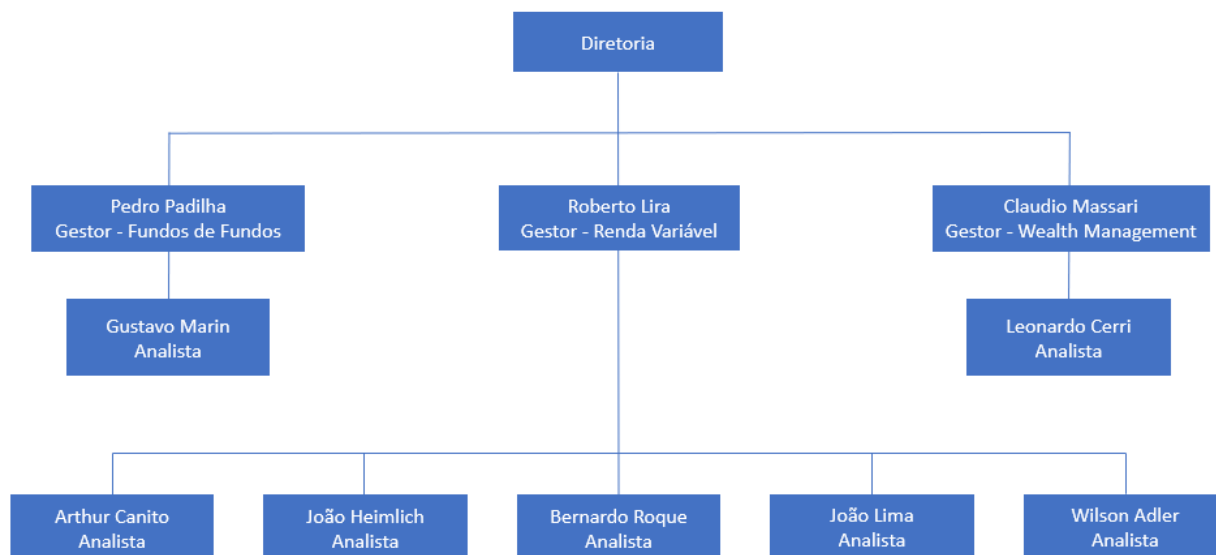 Diretoria
Pedro Padilha
Gestor - Fundos de Fundos
Roberto Lira
Gestor - Renda Variável
Claudio Massari
Gestor - Wealth Management
Gustavo Marin
Analista
Leonardo Cerri
Analista
Arthur Canito
Analista
João Heimlich
Analista
Bernardo Roque
Analista
João Lima
Analista
Wilson Adler
Analista